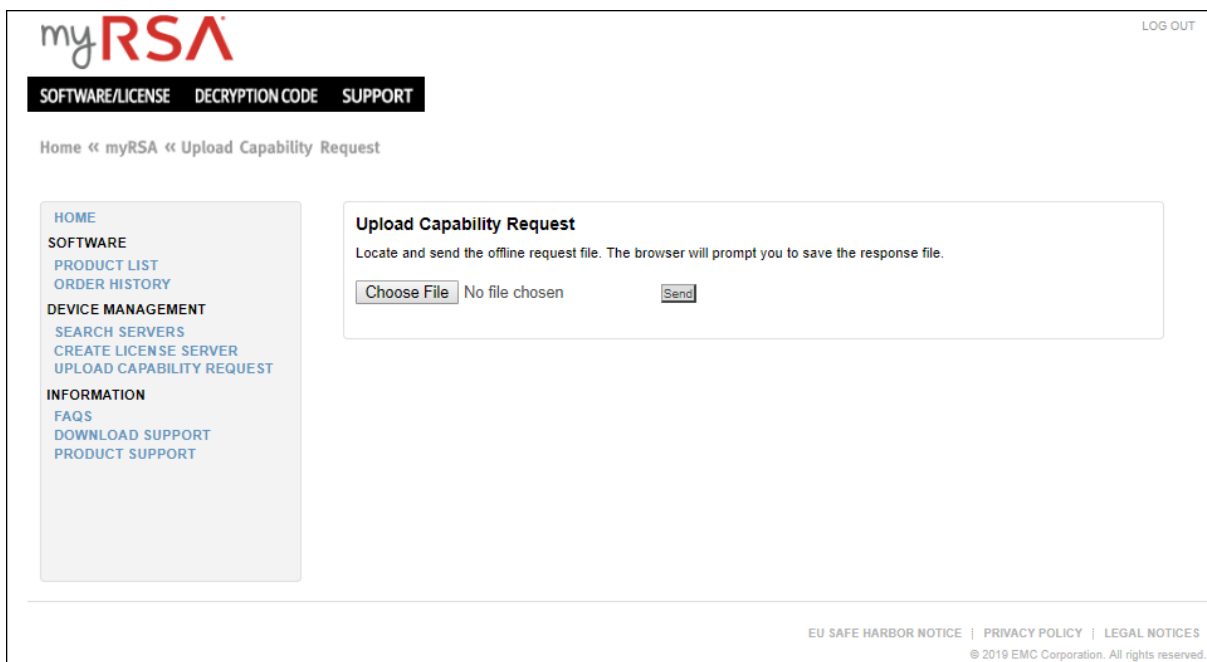 myRSA
LOG OUT
SOFTWARE/LICENSE DECRYPTION CODE SUPPORT
Home « myRSA « Upload Capability Request
HOME
SOFTWARE
PRODUCT LIST
ORDER HISTORY
DEVICE MANAGEMENT
SEARCH SERVERS
CREATE LICENSE SERVER
UPLOAD CAPABILITY REQUEST
INFORMATION
FAQS
DOWNLOAD SUPPORT
PRODUCT SUPPORT
Upload Capability Request
Locate and send the offline request file. The browser will prompt you to save the response file.
Choose File No file chosen Send
EU SAFE HARBOR NOTICE | PRIVACY POLICY | LEGAL NOTICES
© 2019 EMC Corporation. All rights reserved.